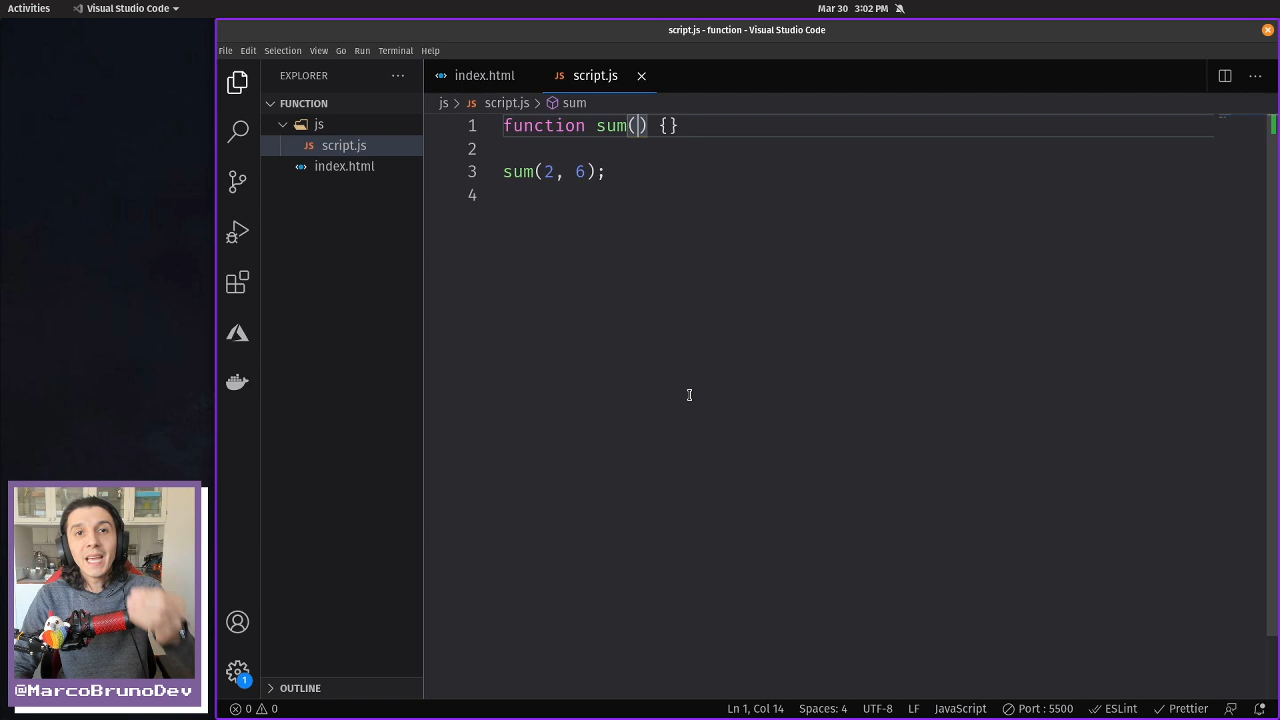 Activities Visual Studio Code Mar 30 3:02 PM
script.js - function - Visual Studio Code
File Edit Selection View Go Run Terminal Help
EXPLORER
index.html
JS script.js
FUNCTION
js > JS script.js > sum
js
JS script.js
index.html
1 function sum() {}
2
3 sum(2, 6);
4
@MarcoBrunoDev
1
OUTLINE
0 0 Ln 1, Col 14 Spaces: 4 UTF-8 LF JavaScript Port : 5500 ESLint Prettier